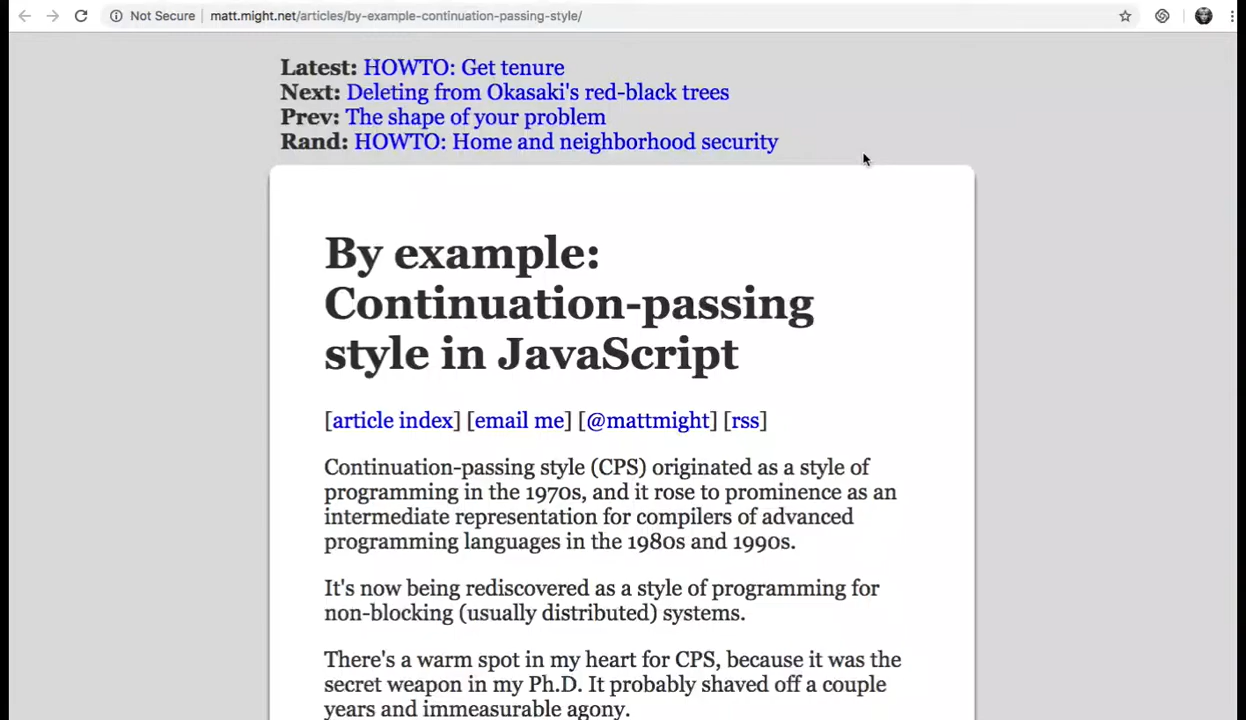 Not Secure matt.might.net/articles/by-example-continuation-passing-style/
Latest: HOWTO: Get tenure
Next: Deleting from Okasaki's red-black trees
Prev: The shape of your problem
Rand: HOWTO: Home and neighborhood security
By example:
Continuation-passing
style in JavaScript
[article index] [email me] [@mattmight] [rss]
Continuation-passing style (CPS) originated as a style of
programming in the 1970s, and it rose to prominence as an
intermediate representation for compilers of advanced
programming languages in the 1980s and 1990s.
It's now being rediscovered as a style of programming for
non-blocking (usually distributed) systems.
There's a warm spot in my heart for CPS, because it was the
secret weapon in my Ph.D. It probably shaved off a couple
years and immeasurable agony.